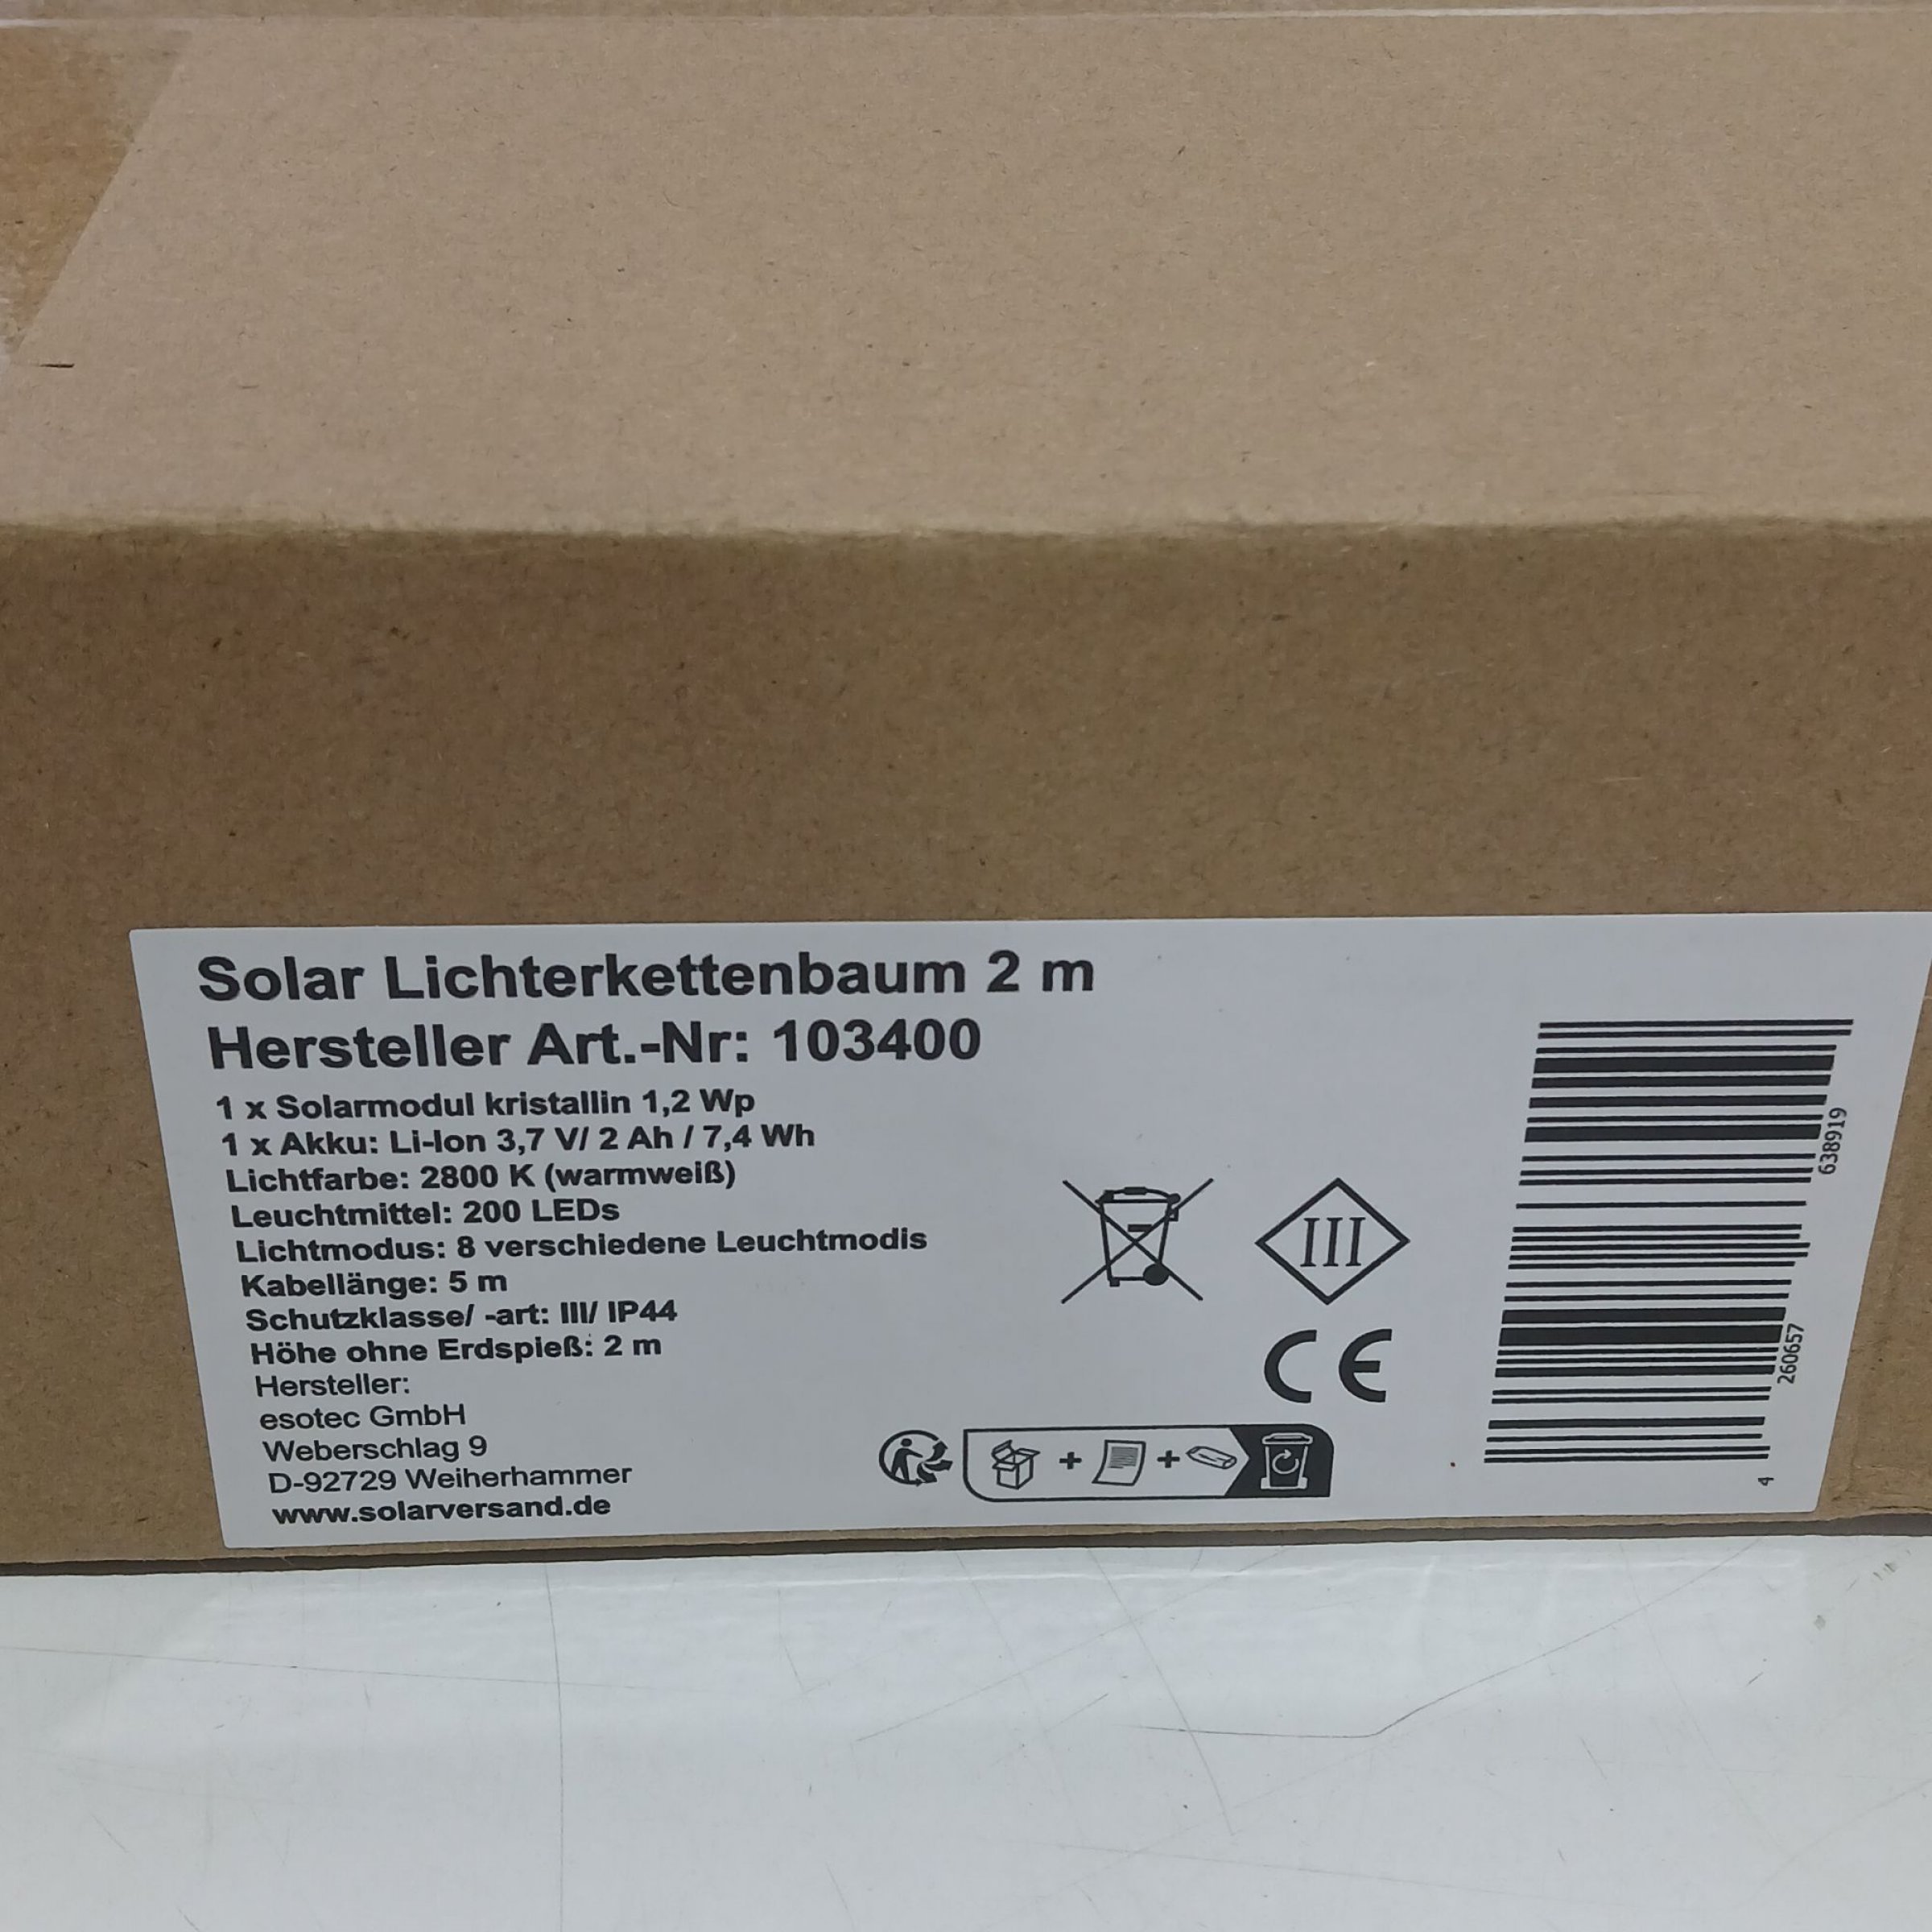 Solar Lichterkettenbaum 2 m
Hersteller Art.-Nr: 103400
1 x Solarmodul kristallin 1,2 Wp
1 x Akku: Li-Ion 3,7 V/ 2 Ah / 7,4 Wh
Lichtfarbe: 2800 K (warmweiß)
Leuchtmittel: 200 LEDs
Lichtmodus: 8 verschiedene Leuchtmodis
Kabellänge: 5 m
Schutzklasse/ -art: III/ IP44
Höhe ohne Erdspieß: 2 m
Hersteller:
esotec GmbH
Weberschlag 9
D-92729 Weiherhammer
www.solarversand.de
III
CE
+ +
4 260657 638919